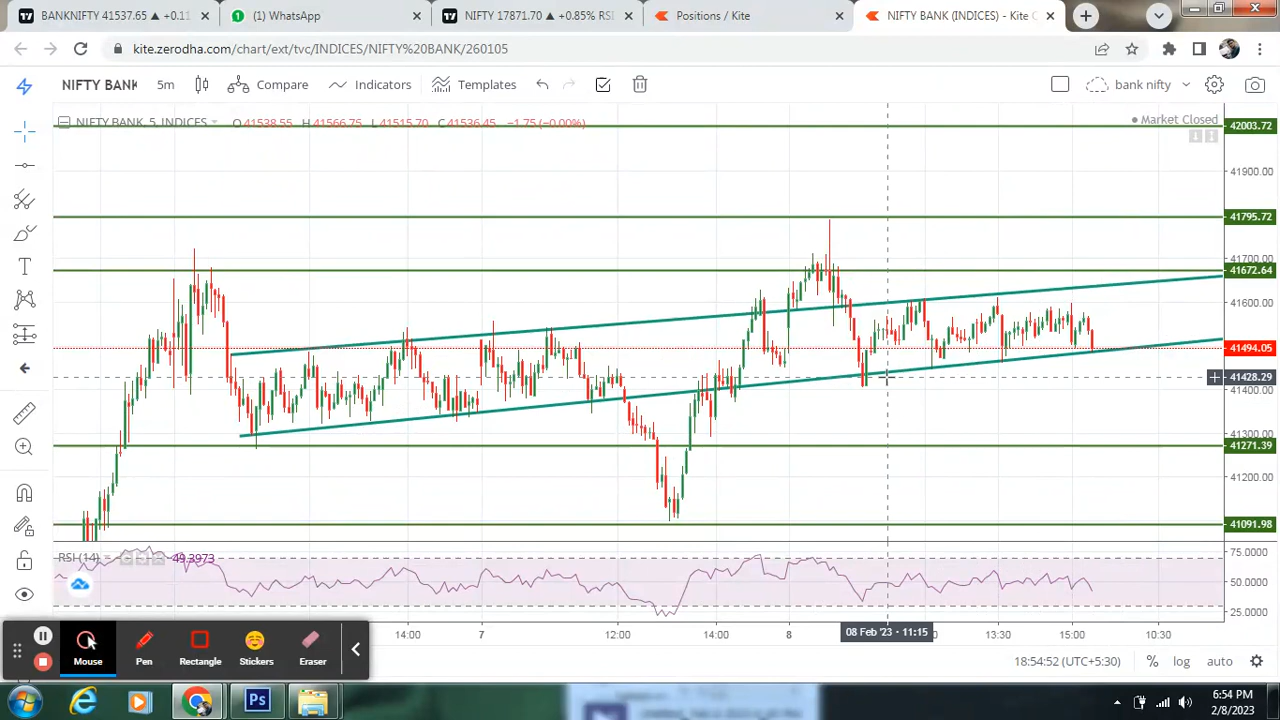 BANKNIFTY 41537.65 ▲ +0.11
(1) WhatsApp
NIFTY 17871.70 ▲ +.85% RSI
Positions / Kite
NIFTY BANK (INDICES) - Kite C
kite.zerodha.com/chart/ext/tvc/INDICES/NIFTY%20BANK/260105
NIFTY BANK 5m Compare Indicators Templates bank nifty
NIFTY BANK, 5, INDICES O41538.55 H41566.75 L41515.70 C41536.45 −1.75 (−0.00%)
Market Closed
42003.72
41900.00
41795.72
41700.00
41672.64
41600.00
41494.05
41428.29
41400.00
41300.00
41271.39
41200.00
41091.98
RSI (14) 49.3973
75.0000
50.0000
25.0000
14:00 7 12:00 14:00 8 08 Feb '23 - 11:15 13:30 15:00 10:30
Mouse Pen Rectangle Stickers Eraser
18:54:52 (UTC+5:30) % log auto
Ps
6:54 PM
2/8/2023